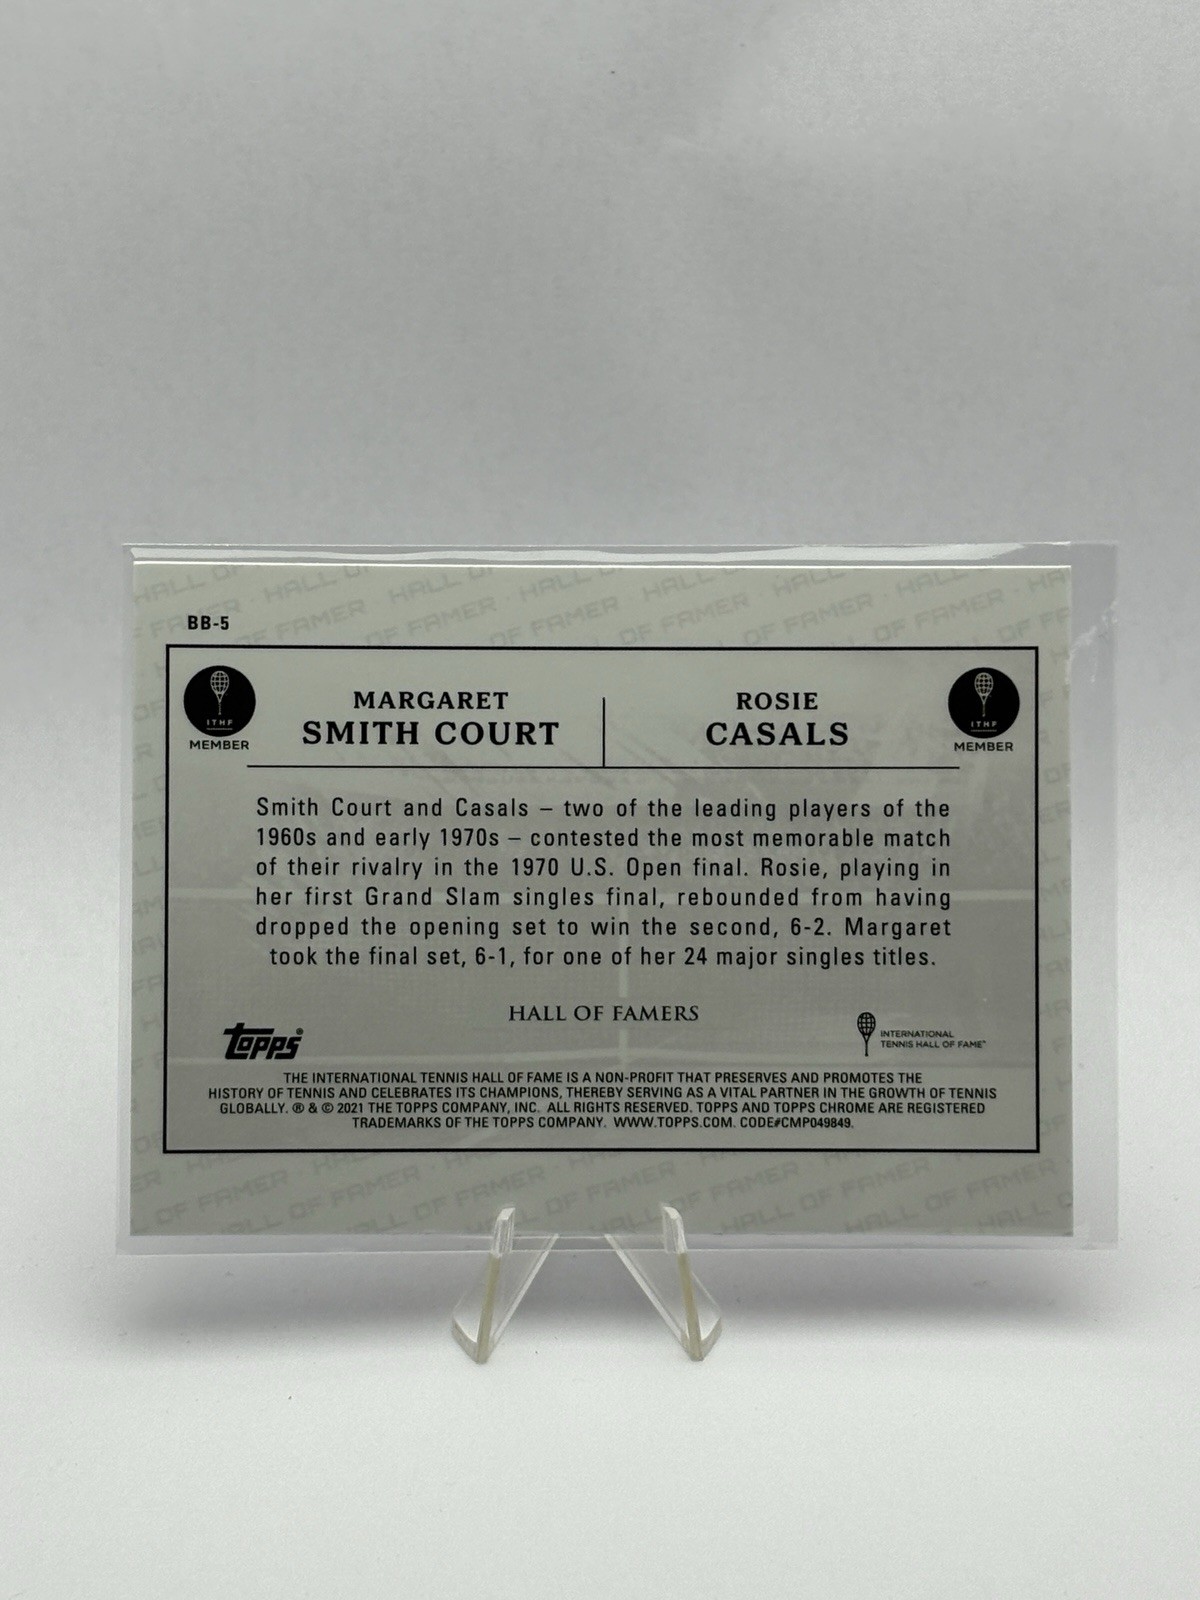 BB-5
ITHF
MEMBER
MARGARET
SMITH COURT
ROSIE
CASALS
ITHF
MEMBER
Smith Court and Casals – two of the leading players of the
1960s and early 1970s – contested the most memorable match
of their rivalry in the 1970 U.S. Open final. Rosie, playing in
her first Grand Slam singles final, rebounded from having
dropped the opening set to win the second, 6-2. Margaret
took the final set, 6-1, for one of her 24 major singles titles.
HALL OF FAMERS
topps®
INTERNATIONAL
TENNIS HALL OF FAME™
THE INTERNATIONAL TENNIS HALL OF FAME IS A NON-PROFIT THAT PRESERVES AND PROMOTES THE
HISTORY OF TENNIS AND CELEBRATES ITS CHAMPIONS, THEREBY SERVING AS A VITAL PARTNER IN THE GROWTH OF TENNIS
GLOBALLY. ® & © 2021 THE TOPPS COMPANY, INC. ALL RIGHTS RESERVED. TOPPS AND TOPPS CHROME ARE REGISTERED
TRADEMARKS OF THE TOPPS COMPANY. WWW.TOPPS.COM. CODE#CMP049849.